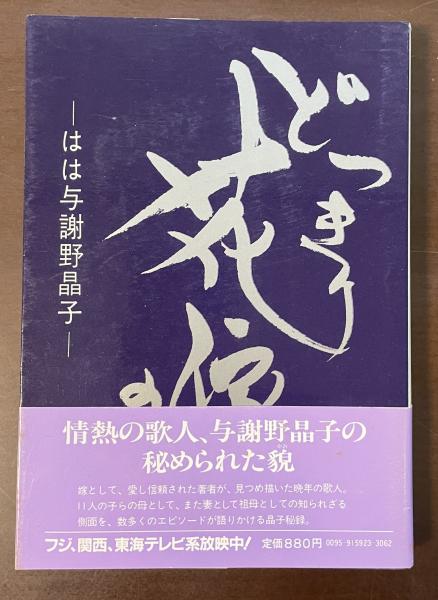 どっきり
花嫁
の
―はは与謝野晶子―
情熱の歌人、与謝野晶子の
秘められた貌
かお
嫁として、愛し信頼された著者が、見つめ描いた晩年の歌人。
11人の子らの母として、また妻として祖母としての知られざる
側面を、数多くのエピソードが語りかける晶子秘録。
フジ、関西、東海テレビ系放映中! 定価880円 0095-915923-3062